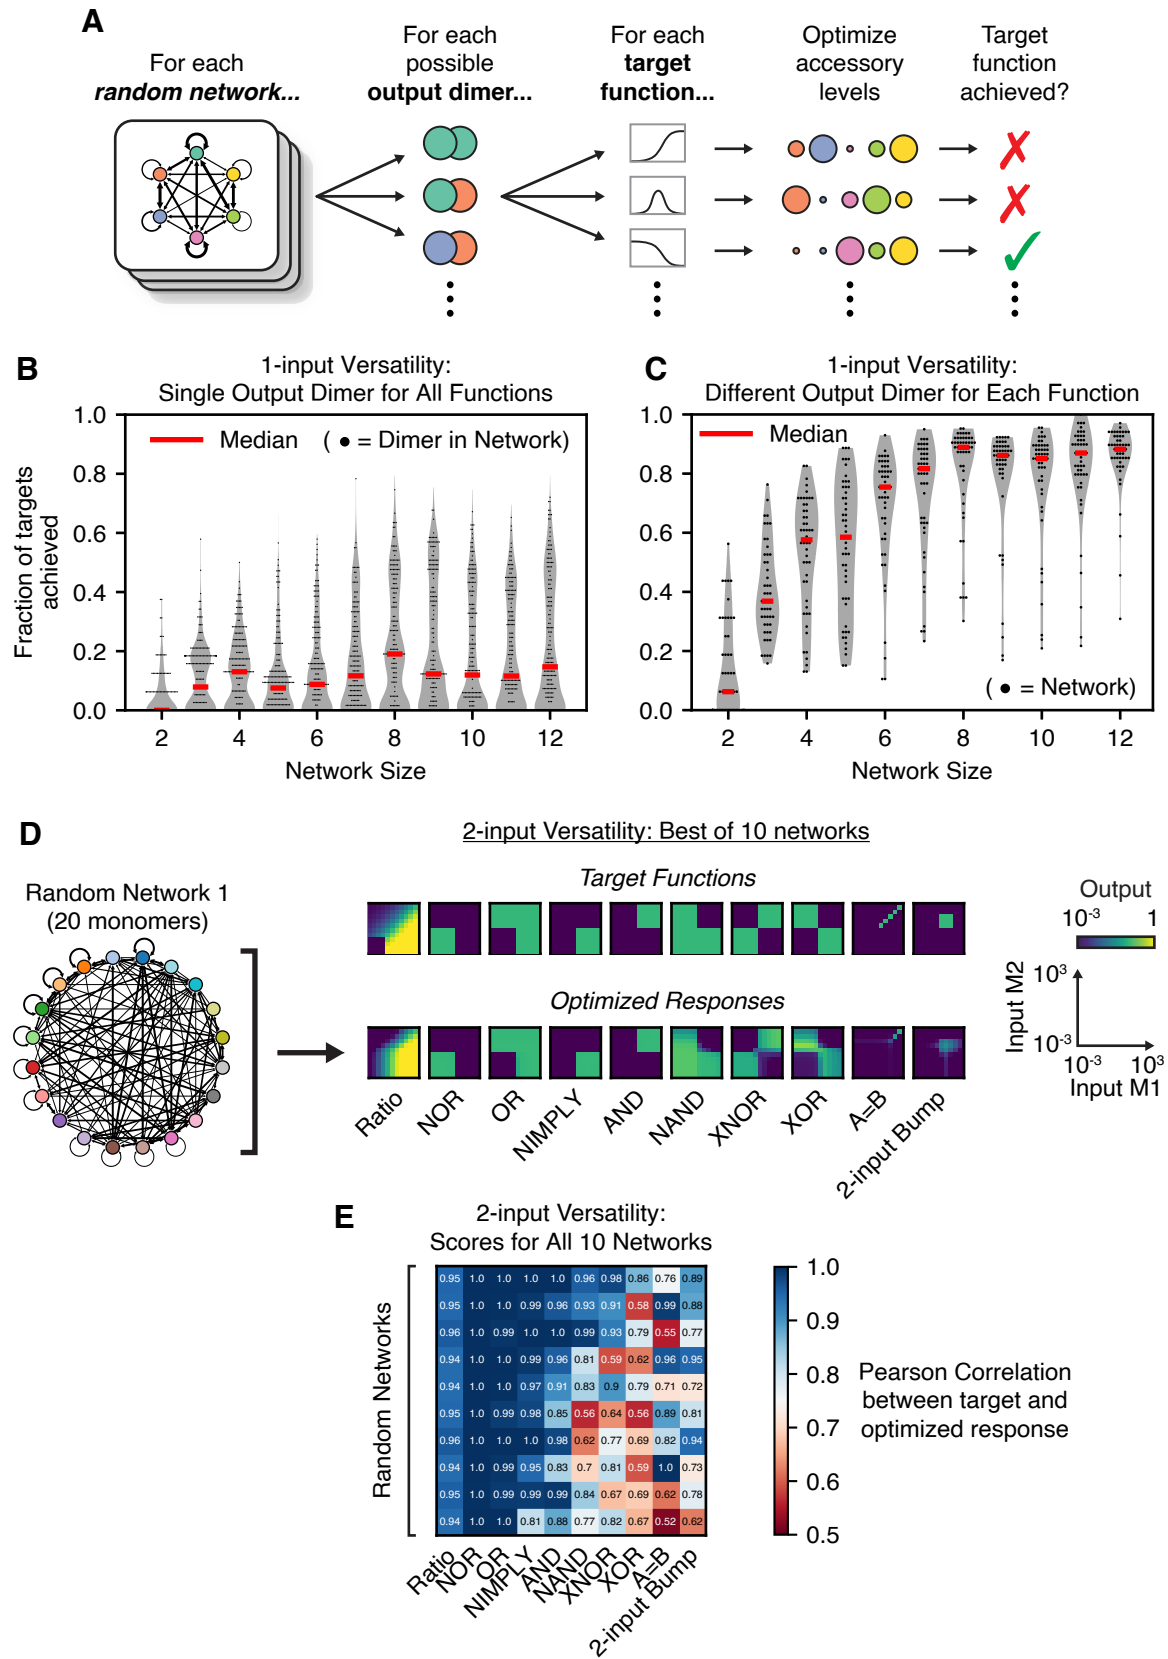 A
For each
random network...
For each
possible
output dimer...
For each
target
function...
Optimize
accessory
levels
Target
function
achieved?
✗
✗
✓
B
1-input Versatility:
Single Output Dimer for All Functions
Median ( ● = Dimer in Network)
Fraction of targets
achieved
1.0
0.8
0.6
0.4
0.2
0.0
2 4 6 8 10 12
Network Size
C
1-input Versatility:
Different Output Dimer for Each Function
Median
( ● = Network)
1.0
0.8
0.6
0.4
0.2
0.0
2 4 6 8 10 12
Network Size
D
2-input Versatility: Best of 10 networks
Random Network 1
(20 monomers)
Target Functions
Optimized Responses
Ratio NOR OR NIMPLY AND NAND XNOR XOR A=B 2-input Bump
Output
10-3 1
Input M2
103
10-3
10-3 103
Input M1
E
2-input Versatility:
Scores for All 10 Networks
Random Networks
0.95 1.0 1.0 1.0 1.0 0.96 0.98 0.86 0.76 0.89
0.95 1.0 1.0 0.99 0.96 0.93 0.91 0.58 0.99 0.88
0.96 1.0 0.99 1.0 1.0 0.99 0.93 0.79 0.55 0.77
0.94 1.0 1.0 0.99 0.96 0.81 0.59 0.62 0.96 0.95
0.94 1.0 1.0 0.97 0.91 0.83 0.9 0.79 0.71 0.72
0.95 1.0 0.99 0.98 0.85 0.56 0.64 0.56 0.89 0.81
0.96 1.0 1.0 1.0 0.98 0.62 0.77 0.69 0.82 0.94
0.94 1.0 0.99 0.95 0.83 0.7 0.81 0.59 1.0 0.73
0.95 1.0 0.99 0.99 0.99 0.84 0.67 0.69 0.62 0.78
0.94 1.0 1.0 0.81 0.88 0.77 0.82 0.67 0.52 0.62
Ratio NOR OR NIMPLY AND NAND XNOR XOR A=B 2-input Bump
1.0
0.9
0.8
0.7
0.6
0.5
Pearson Correlation
between target and
optimized response